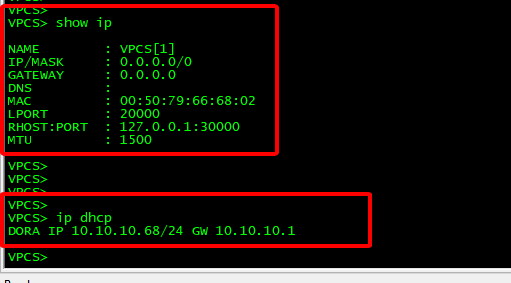 VPCS>
VPCS> show ip
NAME : VPCS[1]
IP/MASK : 0.0.0.0/0
GATEWAY : 0.0.0.0
DNS :
MAC : 00:50:79:66:68:02
LPORT : 20000
RHOST:PORT : 127.0.0.1:30000
MTU : 1500
VPCS>
VPCS>
VPCS>
VPCS>
VPCS> ip dhcp
DORA IP 10.10.10.68/24 GW 10.10.10.1
VPCS>